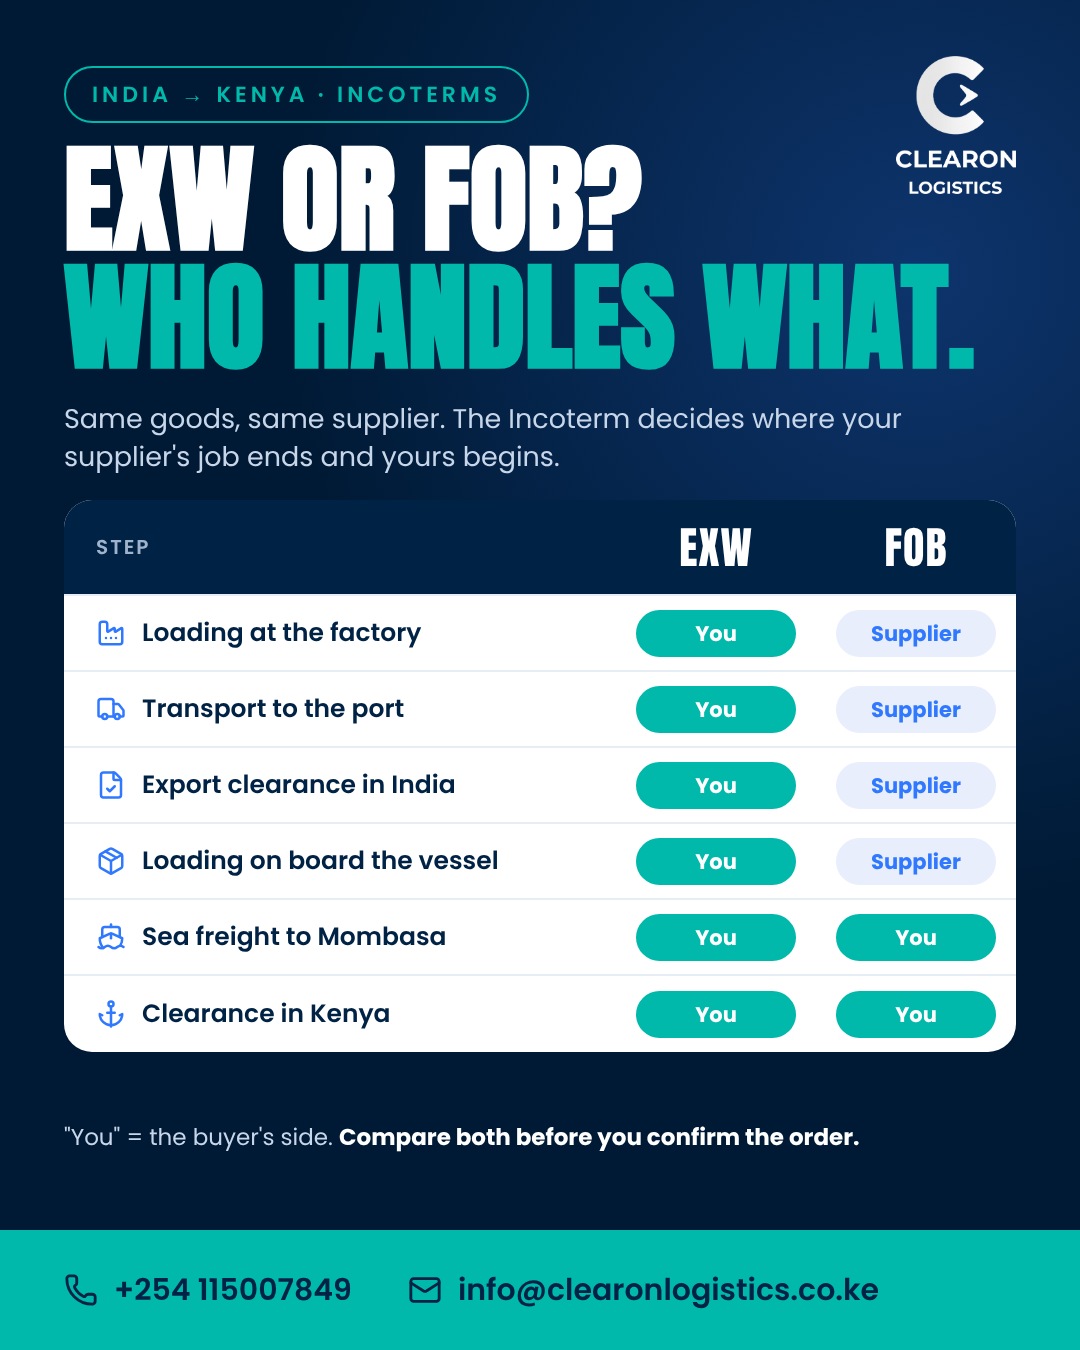 INDIA → KENYA · INCOTERMS
CLEARON
LOGISTICS
EXW OR FOB?
WHO HANDLES WHAT.
Same goods, same supplier. The Incoterm decides where your
supplier's job ends and yours begins.
STEP EXW FOB
Loading at the factory You Supplier
Transport to the port You Supplier
Export clearance in India You Supplier
Loading on board the vessel You Supplier
Sea freight to Mombasa You You
Clearance in Kenya You You
"You" = the buyer's side. Compare both before you confirm the order.
+254 115007849 info@clearonlogistics.co.ke